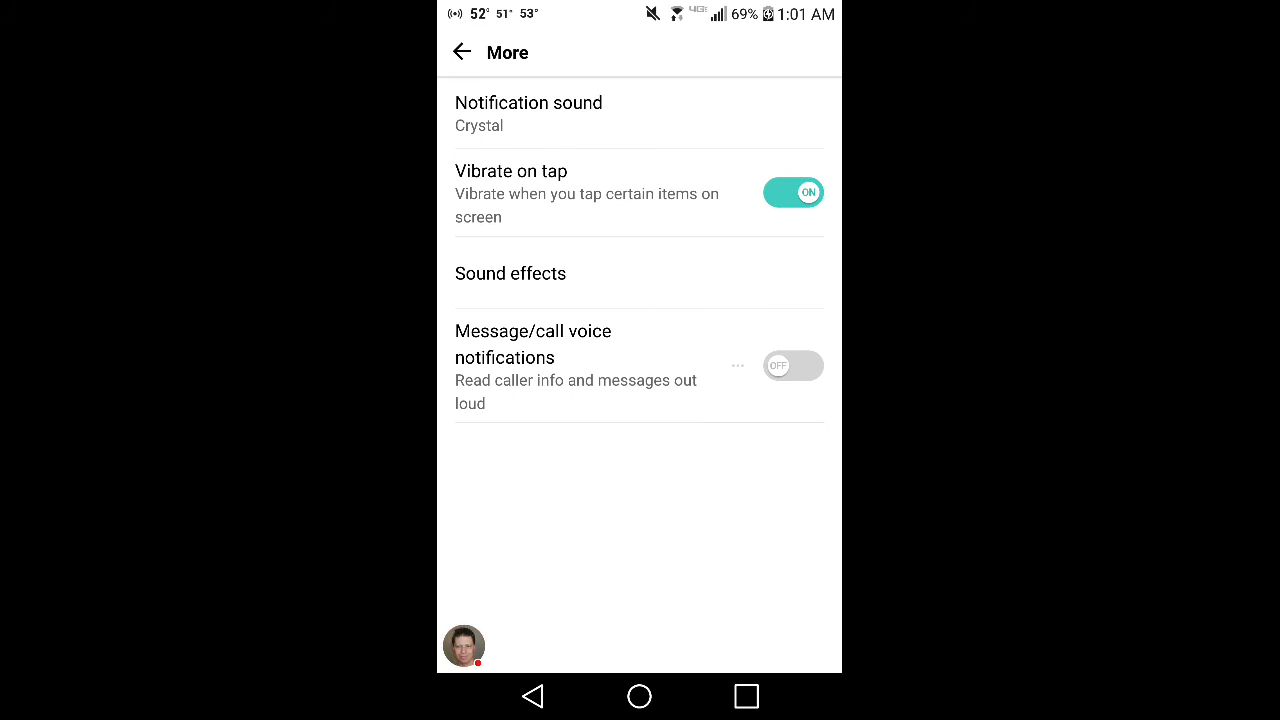 52° 51° 53° 4G 69% 1:01 AM
More
Notification sound
Crystal
Vibrate on tap
Vibrate when you tap certain items on
screen
ON
Sound effects
Message/call voice
notifications
Read caller info and messages out
loud
... OFF